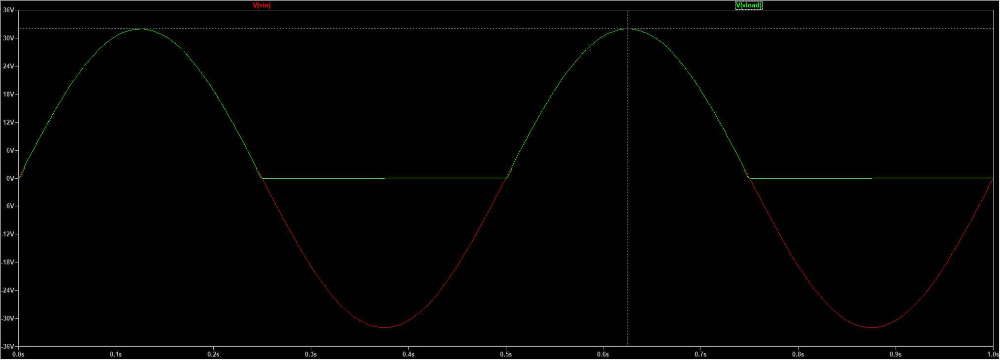 V(vin) V(vload)
36V
30V
24V
18V
12V
6V
0V
-6V
-12V
-18V
-24V
-30V
-36V
0.0s 0.1s 0.2s 0.3s 0.4s 0.5s 0.6s 0.7s 0.8s 0.9s 1.0s